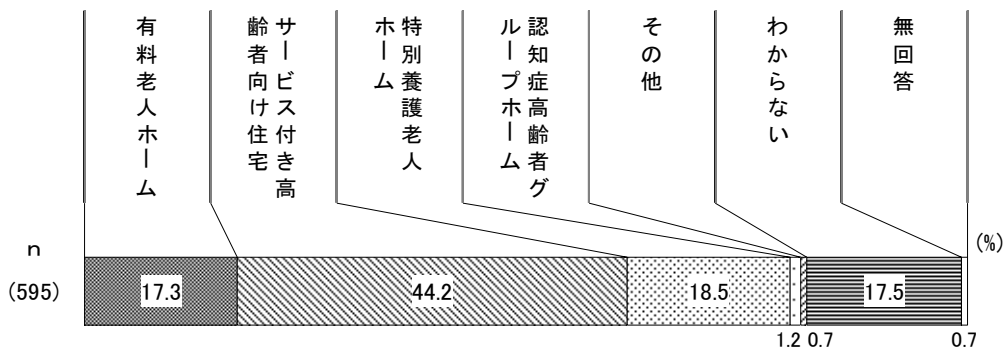 有料老人ホーム
サービス付き高
齢者向け住宅
特別養護老人
ホーム
認知症高齢者グ
ループホーム
その他
わからない
無回答
n
(%)
(595)
17.3
44.2
18.5
17.5
1.2
0.7
0.7